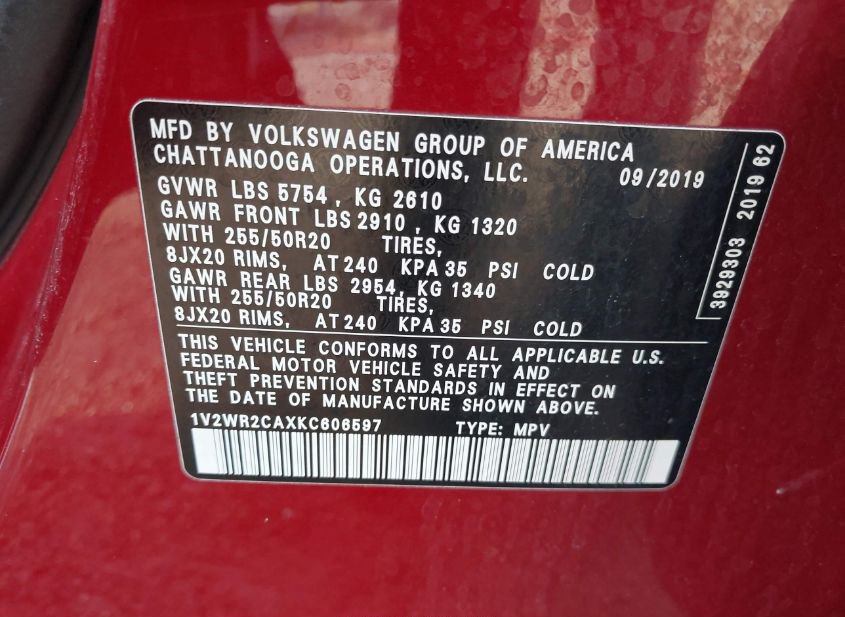 MFD BY VOLKSWAGEN GROUP OF AMERICA
CHATTANOOGA OPERATIONS, LLC. 09/2019
GVWR LBS 5754 , KG 2610
GAWR FRONT LBS 2910 , KG 1320
WITH 255/50R20 TIRES,
8JX20 RIMS, AT 240 KPA 35 PSI COLD
GAWR REAR LBS 2954, KG 1340
WITH 255/50R20 TIRES,
8JX20 RIMS, AT 240 KPA 35 PSI COLD
THIS VEHICLE CONFORMS TO ALL APPLICABLE U.S.
FEDERAL MOTOR VEHICLE SAFETY AND
THEFT PREVENTION STANDARDS IN EFFECT ON
THE DATE OF MANUFACTURE SHOWN ABOVE.
1V2WR2CAXKC606597 TYPE: MPV
3929303 2019 62